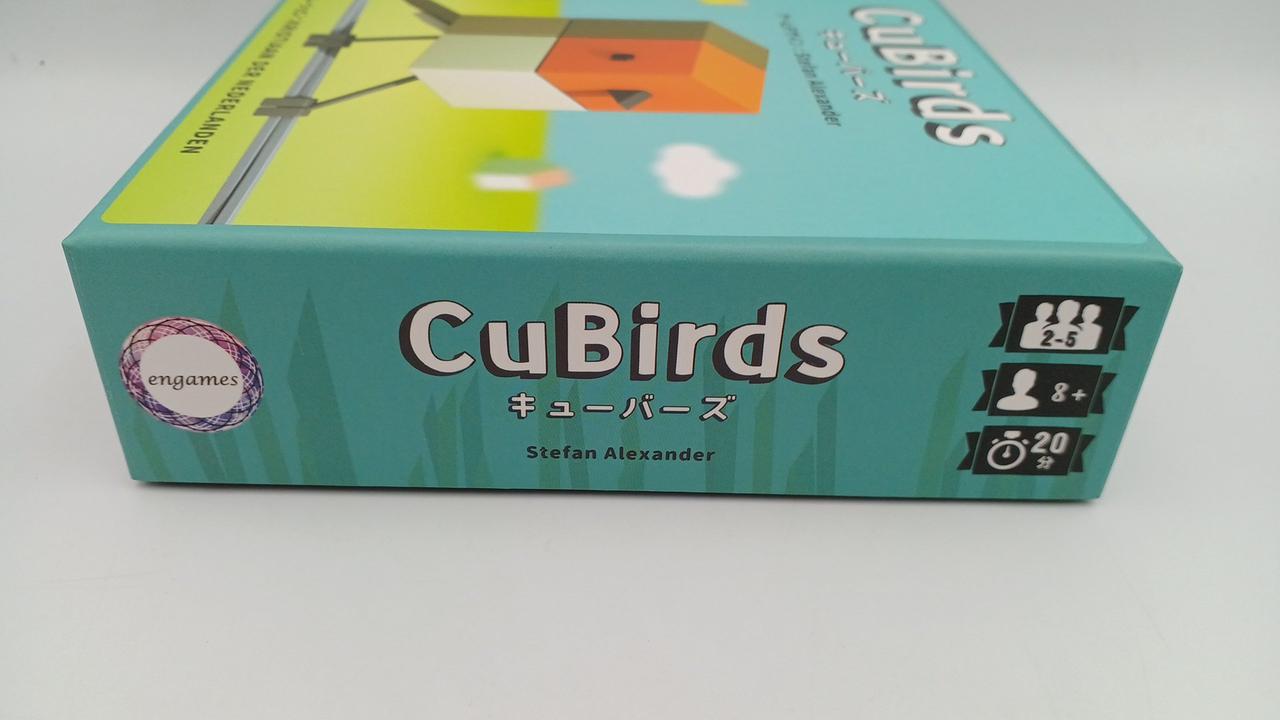 CuBirds
キューバーズ
Stefan Alexander
KRISTIAAN DER NEDERLANDEN
engames
CuBirds
キューバーズ
Stefan Alexander
2-5
8+
20
分